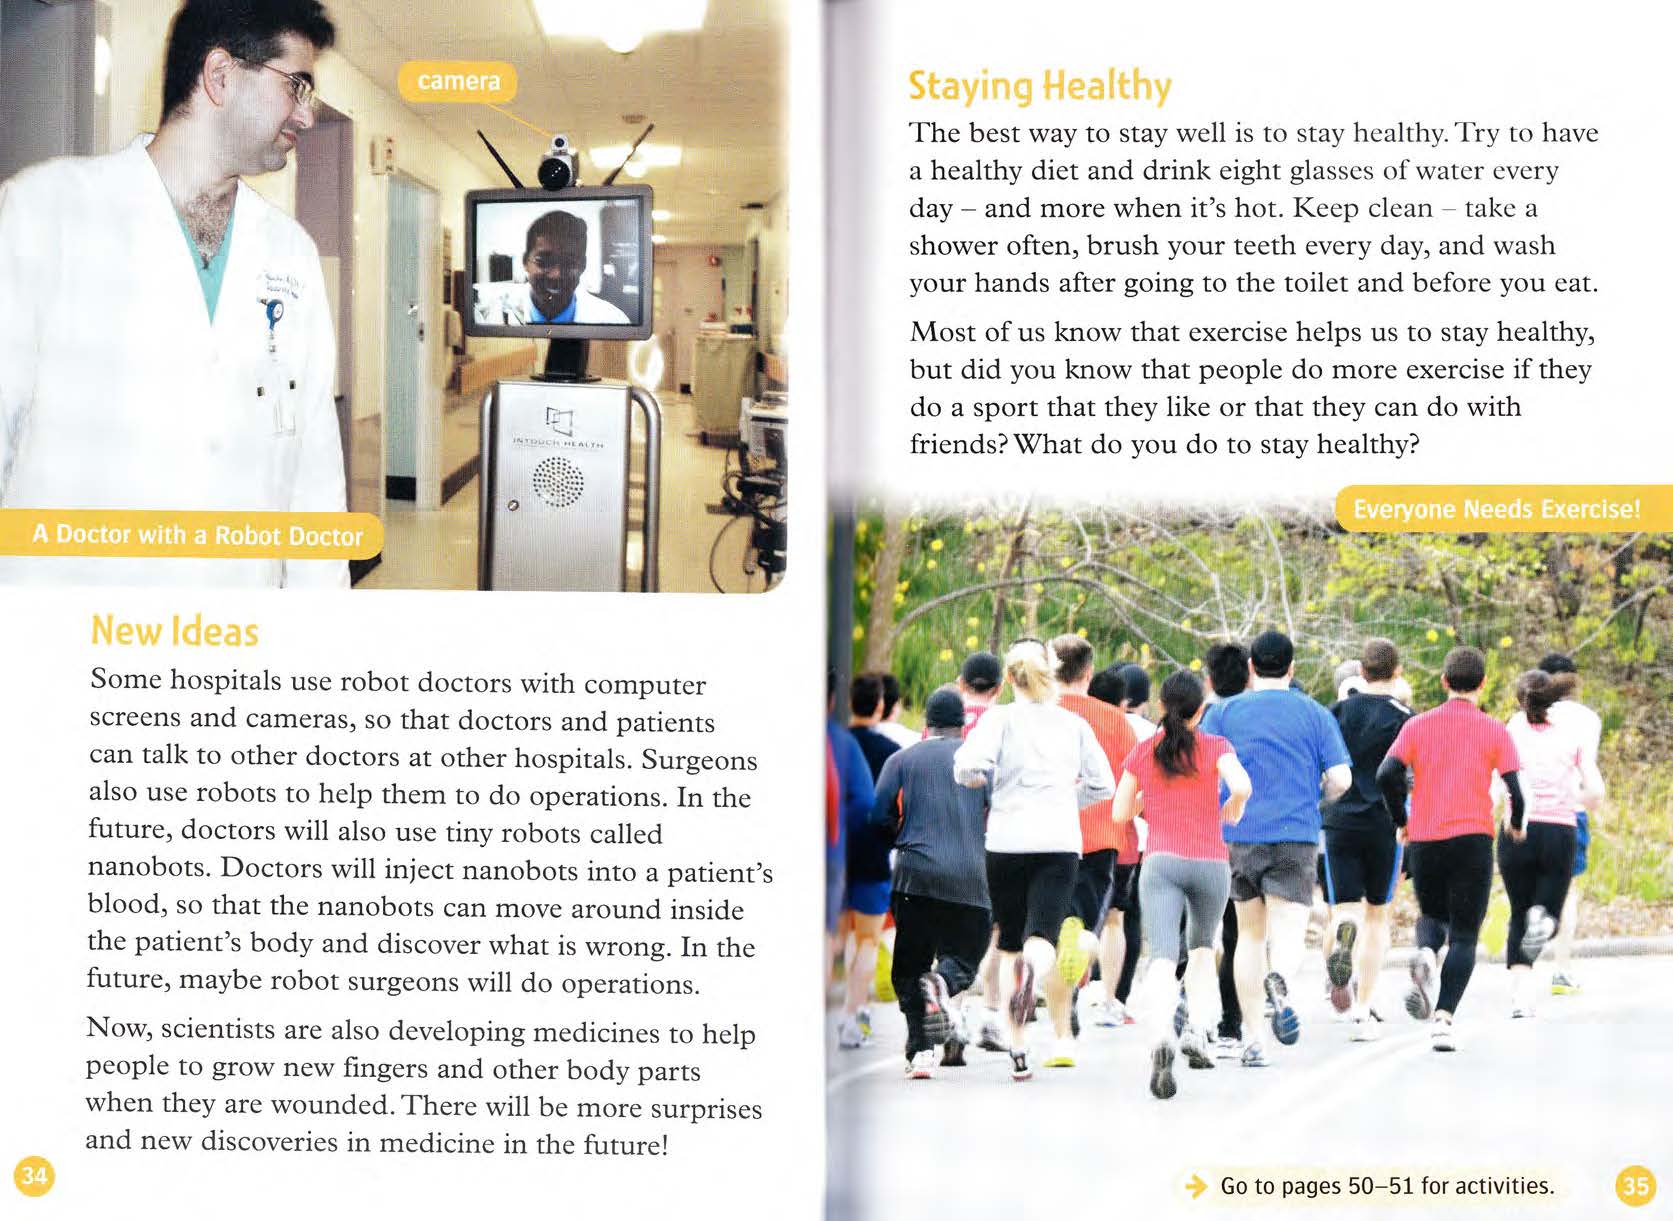 camera
INTOUCH HEALTH
A Doctor with a Robot Doctor
New Ideas
Some hospitals use robot doctors with computer
screens and cameras, so that doctors and patients
can talk to other doctors at other hospitals. Surgeons
also use robots to help them to do operations. In the
future, doctors will also use tiny robots called
nanobots. Doctors will inject nanobots into a patient's
blood, so that the nanobots can move around inside
the patient's body and discover what is wrong. In the
future, maybe robot surgeons will do operations.
Now, scientists are also developing medicines to help
people to grow new fingers and other body parts
when they are wounded. There will be more surprises
and new discoveries in medicine in the future!
34
Staying Healthy
The best way to stay well is to stay healthy. Try to have
a healthy diet and drink eight glasses of water every
day – and more when it's hot. Keep clean – take a
shower often, brush your teeth every day, and wash
your hands after going to the toilet and before you eat.
Most of us know that exercise helps us to stay healthy,
but did you know that people do more exercise if they
do a sport that they like or that they can do with
friends? What do you do to stay healthy?
Everyone Needs Exercise!
Go to pages 50–51 for activities.
35